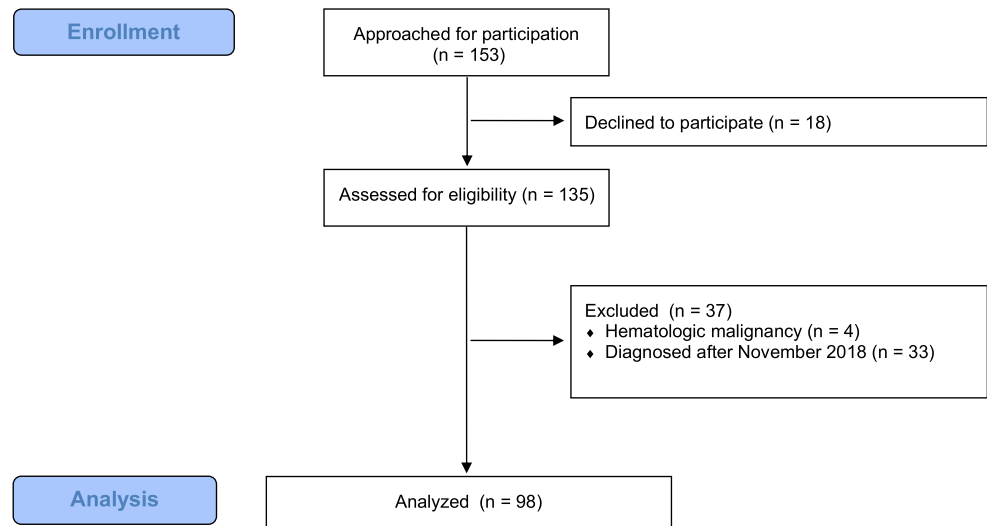 Enrollment
Approached for participation
(n = 153)
Declined to participate (n = 18)
Assessed for eligibility (n = 135)
Excluded (n = 37)
♦ Hematologic malignancy (n = 4)
♦ Diagnosed after November 2018 (n = 33)
Analysis
Analyzed (n = 98)